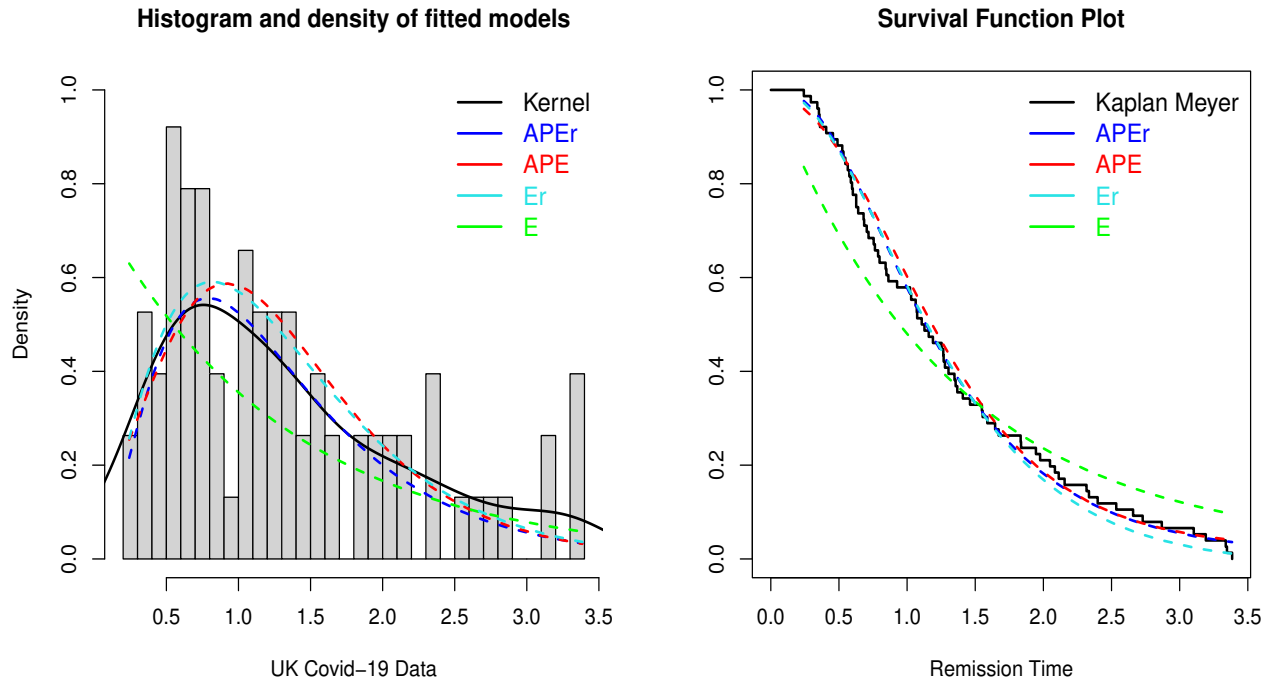 Histogram and density of fitted models
Density
0.0
0.2
0.4
0.6
0.8
1.0
Kernel
APEr
APE
Er
E
0.5
1.0
1.5
2.0
2.5
3.0
3.5
UK Covid−19 Data
Survival Function Plot
0.0
0.2
0.4
0.6
0.8
1.0
Kaplan Meyer
APEr
APE
Er
E
0.0
0.5
1.0
1.5
2.0
2.5
3.0
3.5
Remission Time